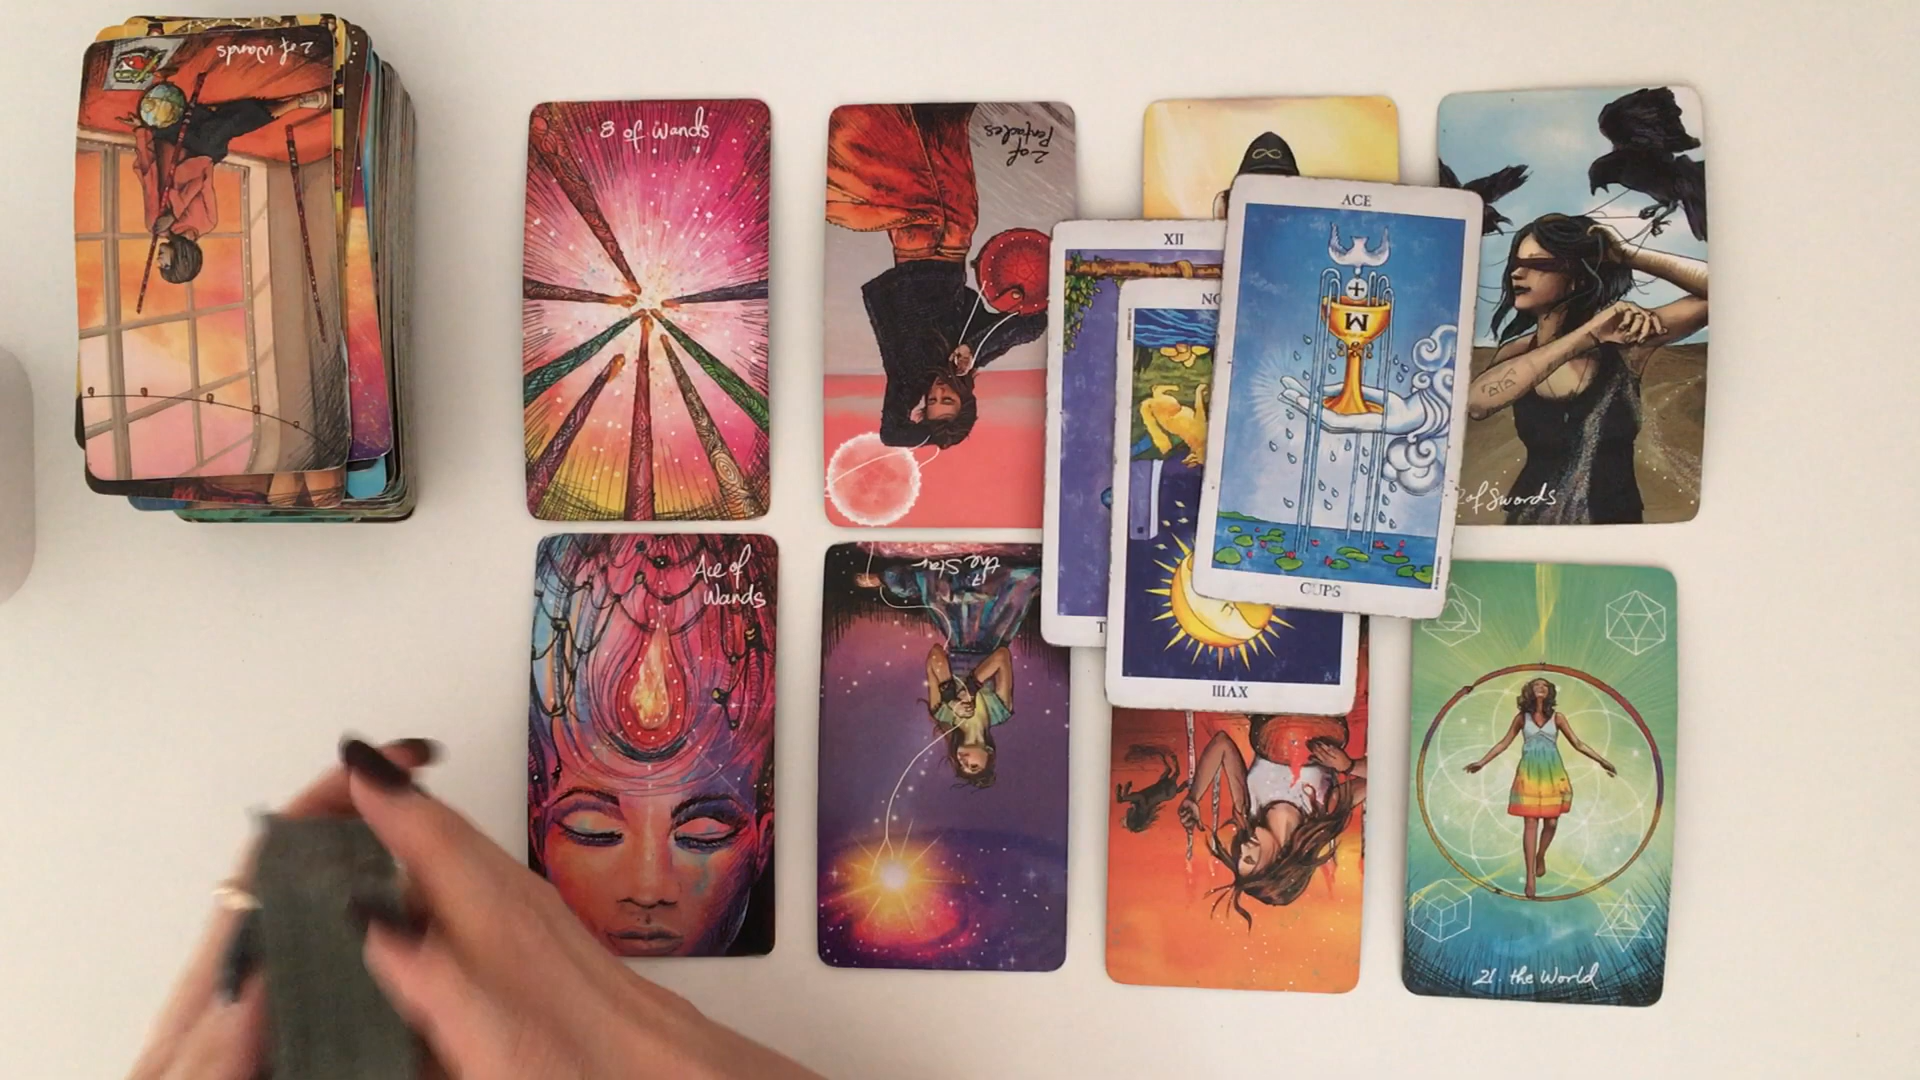 2 of Wands
8 of Wands
2 of
Pentacles
XII
ACE
of Swords
CUPS
XVIII
Ace of
Wands
17
the Star
21. the World